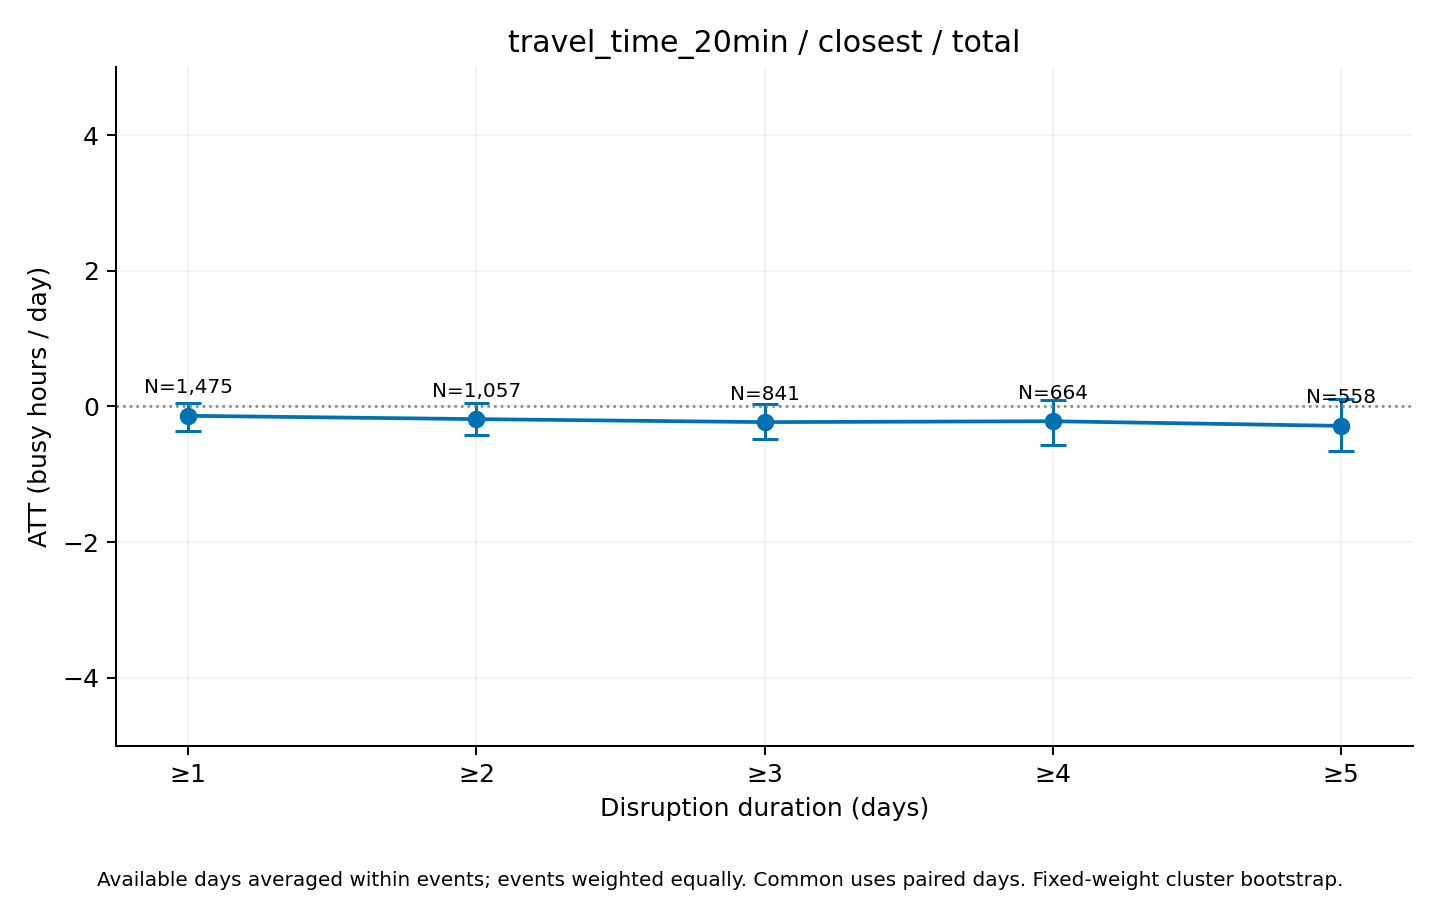 travel_time_20min / closest / total
ATT (busy hours / day)
4
2
0
−2
−4
N=1,475
N=1,057
N=841
N=664
N=558
≥1
≥2
≥3
≥4
≥5
Disruption duration (days)
Available days averaged within events; events weighted equally. Common uses paired days. Fixed-weight cluster bootstrap.